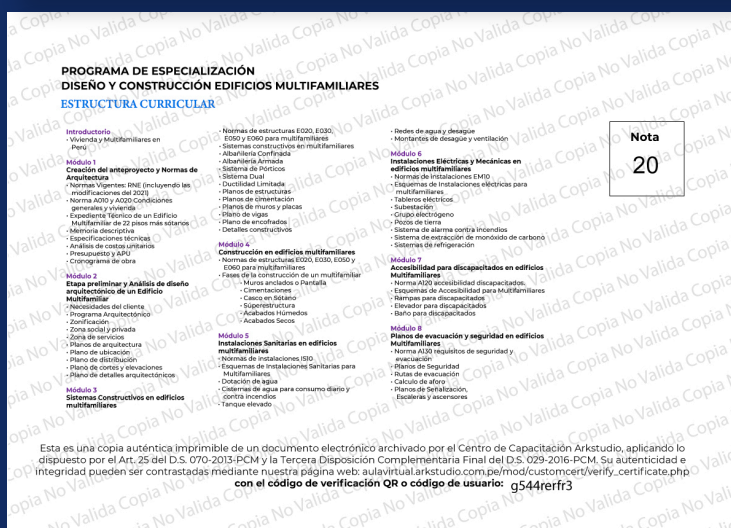 PROGRAMA DE ESPECIALIZACIÓN
DISEÑO Y CONSTRUCCIÓN EDIFICIOS MULTIFAMILIARES
ESTRUCTURA CURRICULAR
Introductorio
• Vivienda y Multifamiliares en
Perú
Módulo 1
Creación del anteproyecto y Normas de
Arquitectura
• Normas Vigentes: RNE (incluyendo las
modificaciones del 2021)
• Norma A010 y A020 Condiciones
generales y vivienda
• Expediente Técnico de un Edificio
Multifamiliar de 22 pisos más sótanos
• Memoria descriptiva
• Especificaciones técnicas
• Análisis de costos unitarios
• Presupuesto y APU
• Cronograma de obra
Módulo 2
Etapa preliminar y Análisis de diseño
arquitectónico de un Edificio
Multifamiliar
• Necesidades del cliente
• Programa Arquitectónico
• Zonificación
• Zona social y privada
• Zona de servicios
• Planos de arquitectura
• Plano de ubicación
• Plano de distribución
• Plano de cortes y elevaciones
• Plano de detalles arquitectónicos
Módulo 3
Sistemas Constructivos en edificios
multifamiliares
• Normas de estructuras E020, E030,
E050 y E060 para multifamiliares
• Sistemas constructivos en multifamiliares
• Albañilería Confinada
• Albañilería Armada
• Sistema de Pórticos
• Sistema Dual
• Ductilidad Limitada
• Planos de estructuras
• Planos de cimentación
• Planos de muros y placas
• Plano de vigas
• Plano de encofrados
• Detalles constructivos
Módulo 4
Construcción en edificios multifamiliares
• Normas de estructuras E020, E030, E050 y
E060 para multifamiliares
• Fases de la construcción de un multifamiliar
• Muros anclados o Pantalla
• Cimentaciones
• Casco en Sótano
• Súperestructura
• Acabados Húmedos
• Acabados Secos
Módulo 5
Instalaciones Sanitarias en edificios
multifamiliares
• Normas de instalaciones IS10
• Esquemas de Instalaciones Sanitarias para
Multifamiliares
• Dotación de agua
• Cisternas de agua para consumo diario y
contra incendios
• Tanque elevado
• Redes de agua y desagüe
• Montantes de desagüe y ventilación
Módulo 6
Instalaciones Eléctricas y Mecánicas en
edificios multifamiliares
• Normas de instalaciones EM10
• Esquemas de Instalaciones eléctricas para
multifamiliares
• Tableros eléctricos
• Subestación
• Grupo electrógeno
• Pozos de tierra
• Sistema de alarma contra incendios
• Sistema de extracción de monóxido de carbono
• Sistemas de refrigeración
Módulo 7
Accesibilidad para discapacitados en edificios
Multifamiliares
• Norma A120 accesibilidad discapacitados.
• Esquemas de Accesibilidad para Multifamiliares
• Rampas para discapacitados
• Elevador para discapacitados
• Baño para discapacitados
Módulo 8
Planos de evacuación y seguridad en edificios
Multifamiliares
• Norma A130 requisitos de seguridad y
evacuación
• Planos de Seguridad
• Rutas de evacuación
• Calculo de aforo
• Planos de Señalización,
Escaleras y ascensores
Nota
20
Esta es una copia auténtica imprimible de un documento electrónico archivado por el Centro de Capacitación Arkstudio, aplicando lo
dispuesto por el Art. 25 del D.S. 070-2013-PCM y la Tercera Disposición Complementaria Final del D.S. 029-2016-PCM. Su autenticidad e
integridad pueden ser contrastadas mediante nuestra página web: aulavirtual.arkstudio.com.pe/mod/customcert/verify_certificate.php
con el código de verificación QR o código de usuario: g544rerfr3
Copia No Valida